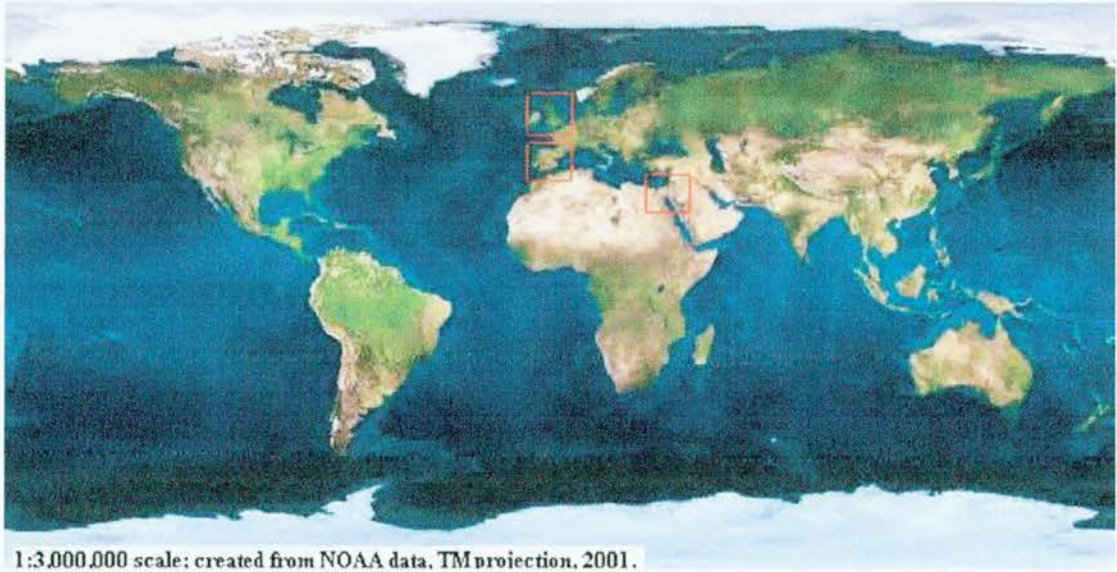 1:3,000,000 scale; created from NOAA data, TM projection, 2001.